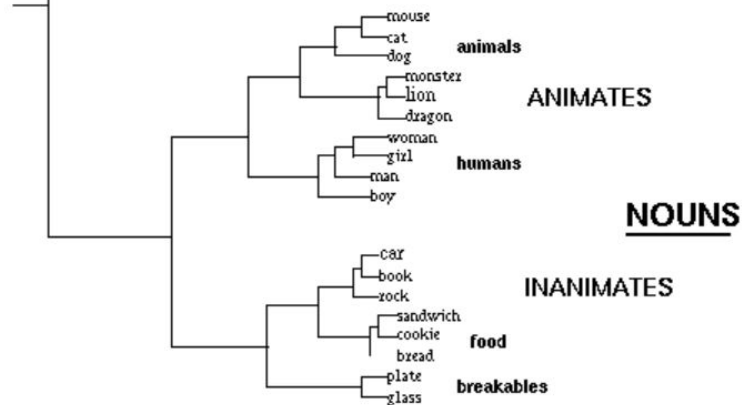 mouse
cat
dog
animals
monster
lion
dragon
ANIMATES
woman
girl
humans
man
boy
NOUNS
car
book
rock
INANIMATES
sandwich
cookie
food
bread
plate
breakables
glass